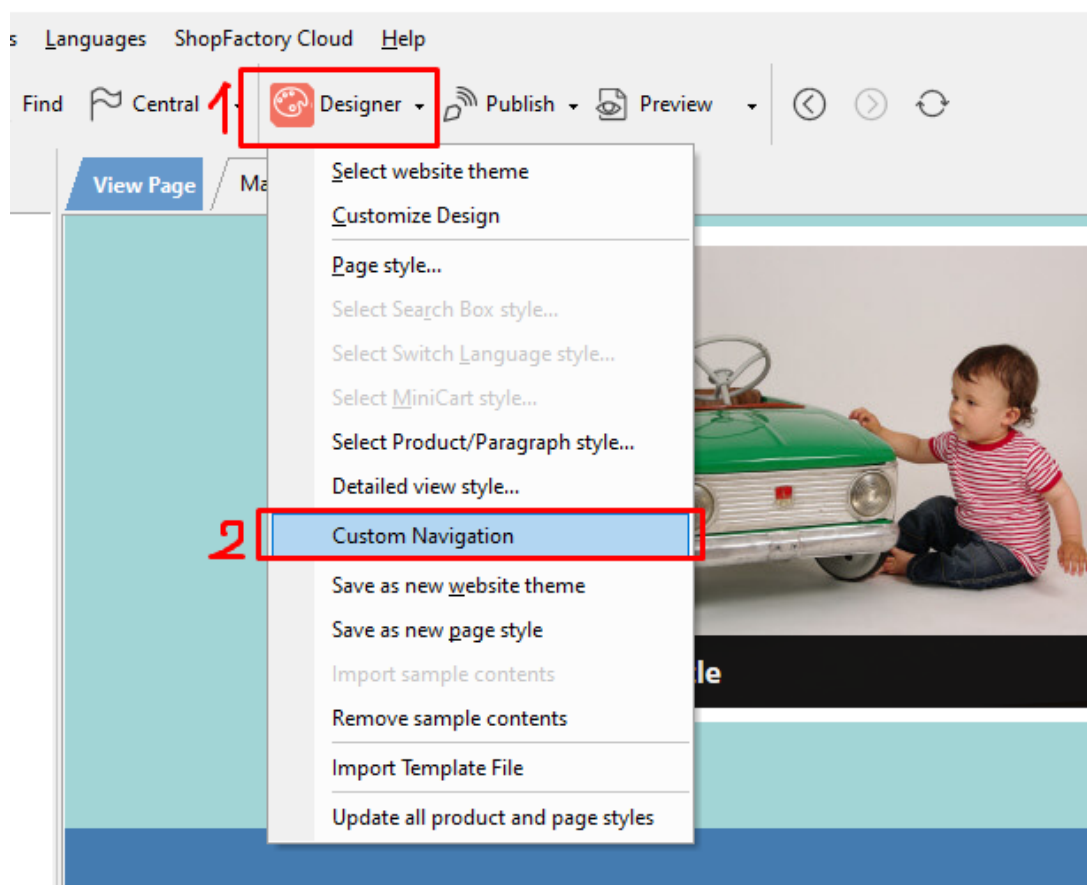 s Languages ShopFactory Cloud Help
Find Central 1 Designer Publish Preview
View Page Ma
Select website theme
Customize Design
Page style...
Select Search Box style...
Select Switch Language style...
Select MiniCart style...
Select Product/Paragraph style...
Detailed view style...
2 Custom Navigation
Save as new website theme
Save as new page style
Import sample contents
tle
Remove sample contents
Import Template File
Update all product and page styles